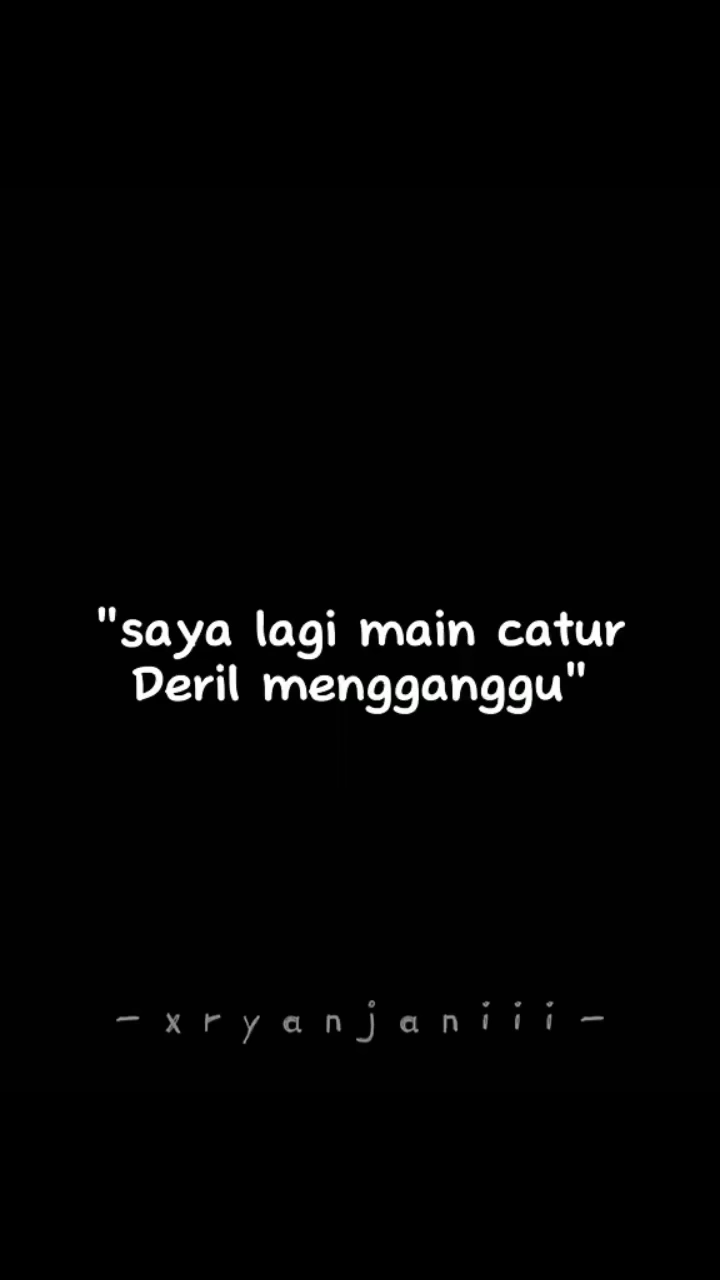 "saya lagi main catur
Deril mengganggu"
- x r y a n j a n i i i -